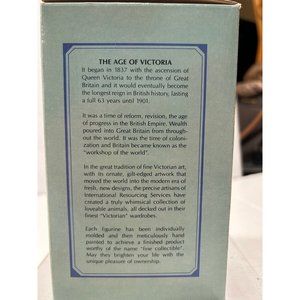 THE AGE OF VICTORIA
It began in 1837 with the ascension of
Queen Victoria to the throne of Great
Britain and it would eventually become
the longest reign in British history, lasting
a full 63 years until 1901.
It was a time of reform, revision, the age
of progress in the British Empire. Wealth
poured into Great Britain from through-
out the world. It was the time of coloni-
zation and Britain became known as the
"workshop of the world".
In the great tradition of fine Victorian art,
with its ornate, gilt-edged artwork that
moved the world into the modern era of
fresh, new designs, the precise artisans of
International Resourcing Services have
created a truly whimsical collection of
loveable animals, all decked out in their
finest "Victorian" wardrobes.
Each figurine has been individually
molded and then meticulously hand
painted to achieve a finished product
worthy of the name "fine collectible".
May they brighten your life with the
unique pleasure of ownership.